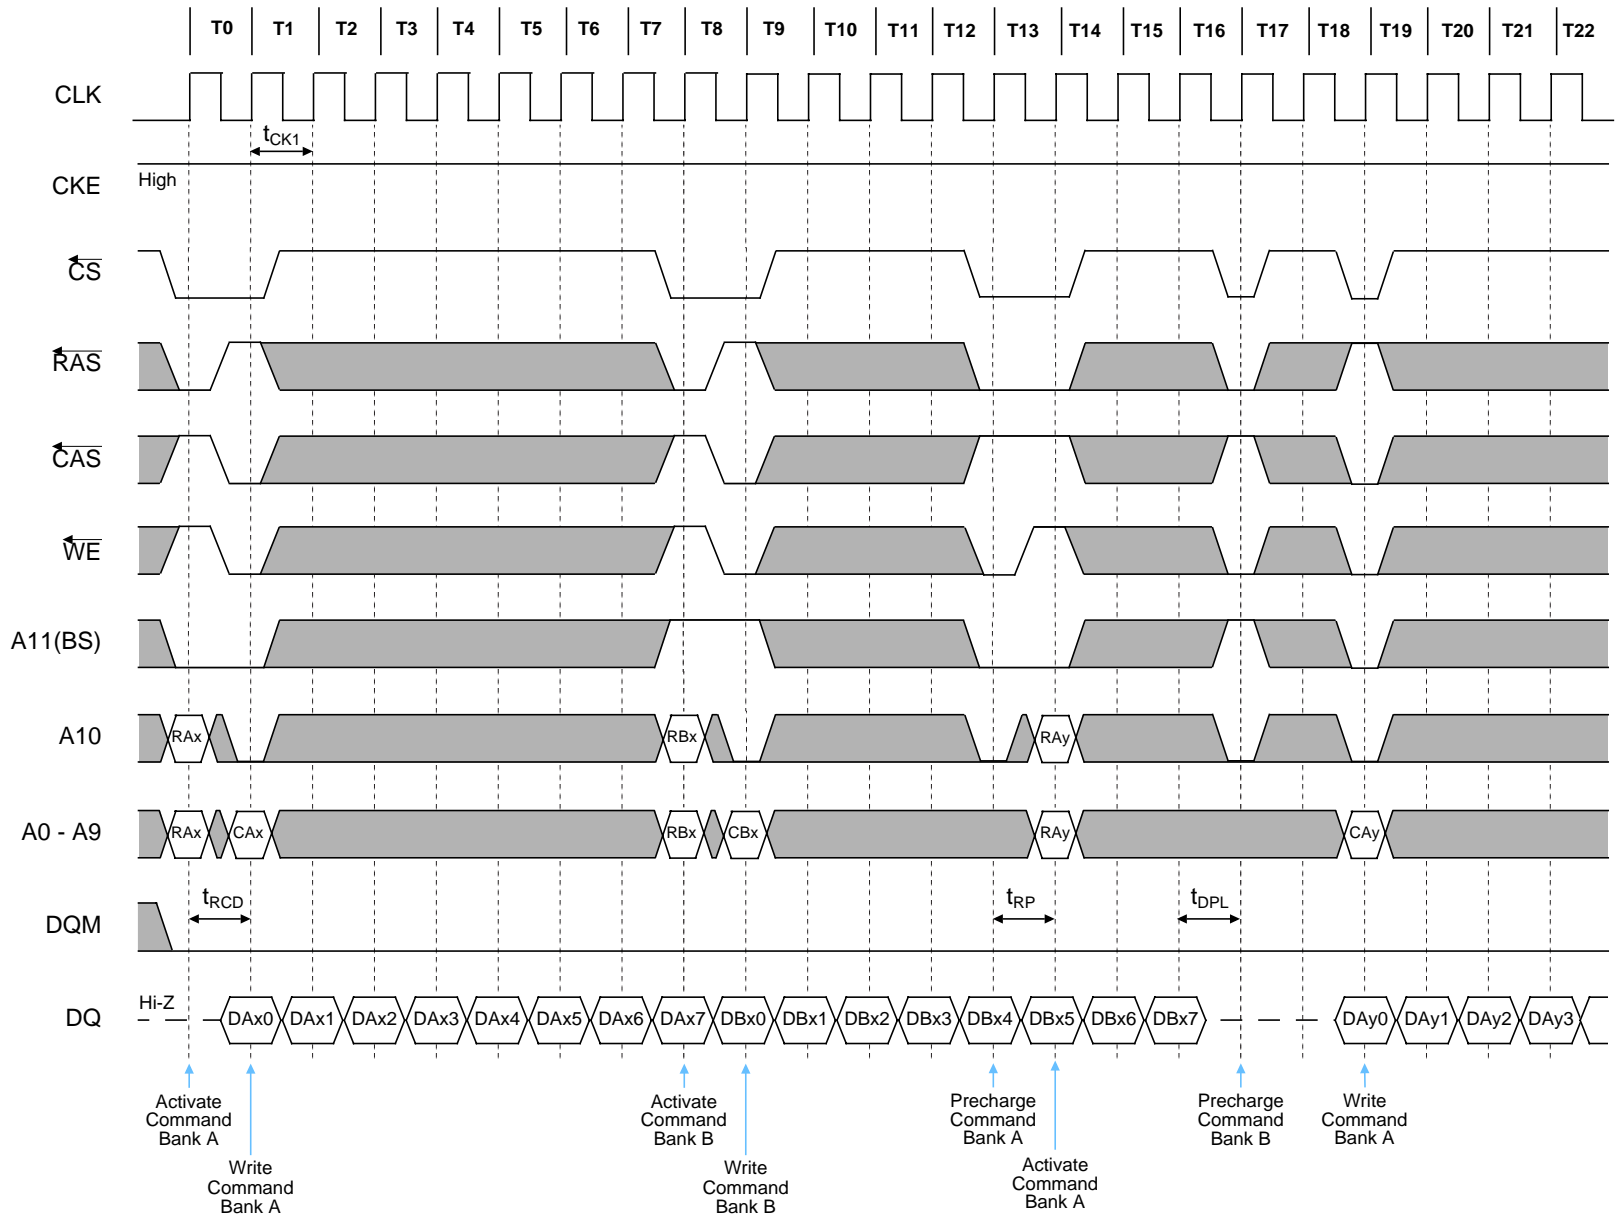 T0 T1 T2 T3 T4 T5 T6 T7 T8 T9 T10 T11 T12 T13 T14 T15 T16 T17 T18 T19 T20 T21 T22
CLK
tCK1
CKE
High
CS
RAS
CAS
WE
A11(BS)
A10
RAx RBx RAy
A0 - A9
RAx CAx RBx CBx RAy CAy
DQM
tRCD tRP tDPL
DQ
Hi-Z
DAx0 DAx1 DAx2 DAx3 DAx4 DAx5 DAx6 DAx7 DBx0 DBx1 DBx2 DBx3 DBx4 DBx5 DBx6 DBx7 DAy0 DAy1 DAy2 DAy3
Activate
Command
Bank A
Write
Command
Bank A
Activate
Command
Bank B
Write
Command
Bank B
Precharge
Command
Bank A
Activate
Command
Bank A
Precharge
Command
Bank B
Write
Command
Bank A